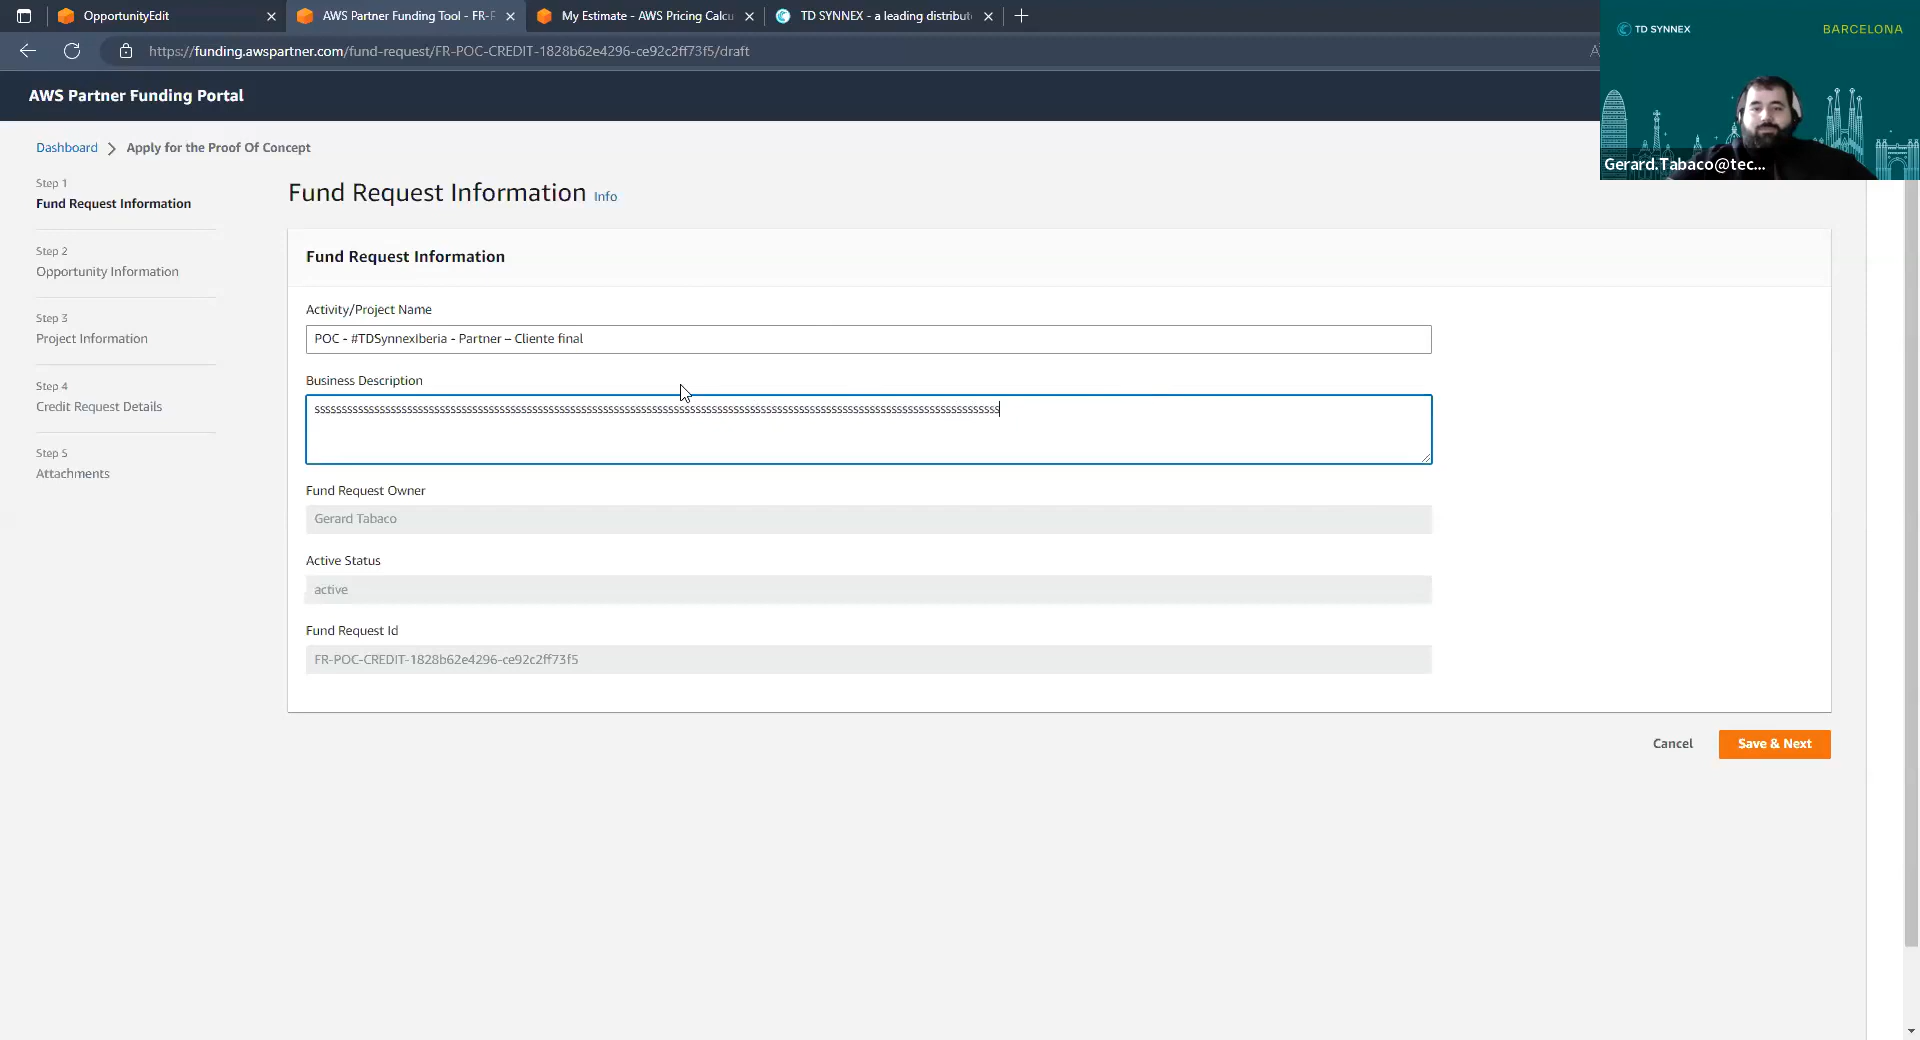 OpportunityEdit
AWS Partner Funding Tool - FR-F
My Estimate - AWS Pricing Calcu
TD SYNNEX - a leading distribut
https://funding.awspartner.com/fund-request/FR-POC-CREDIT-1828b62e4296-ce92c2ff73f5/draft
TD SYNNEX
BARCELONA
Gerard.Tabaco@tec...
AWS Partner Funding Portal
Dashboard
Apply for the Proof Of Concept
Step 1
Fund Request Information
Step 2
Opportunity Information
Step 3
Project Information
Step 4
Credit Request Details
Step 5
Attachments
Fund Request Information Info
Fund Request Information
Activity/Project Name
POC - #TDSynnexIberia - Partner – Cliente final
Business Description
Fund Request Owner
Gerard Tabaco
Active Status
active
Fund Request Id
FR-POC-CREDIT-1828b62e4296-ce92c2ff73f5
Cancel
Save & Next